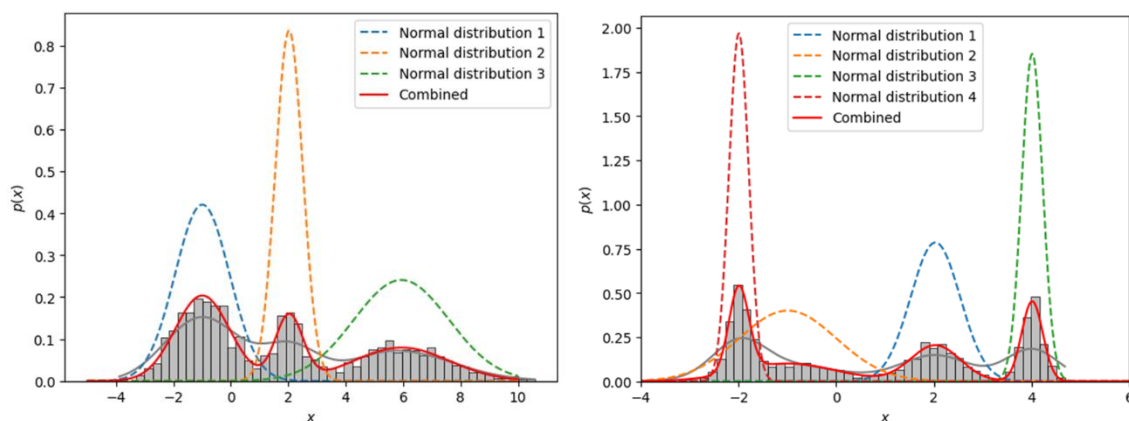 0.8
0.7
0.6
0.5
0.4
0.3
0.2
0.1
0.0
p(x)
−4 −2 0 2 4 6 8 10
x
Normal distribution 1
Normal distribution 2
Normal distribution 3
Combined
2.00
1.75
1.50
1.25
1.00
0.75
0.50
0.25
0.00
p(x)
−4 −2 0 2 4 6
x
Normal distribution 1
Normal distribution 2
Normal distribution 3
Normal distribution 4
Combined